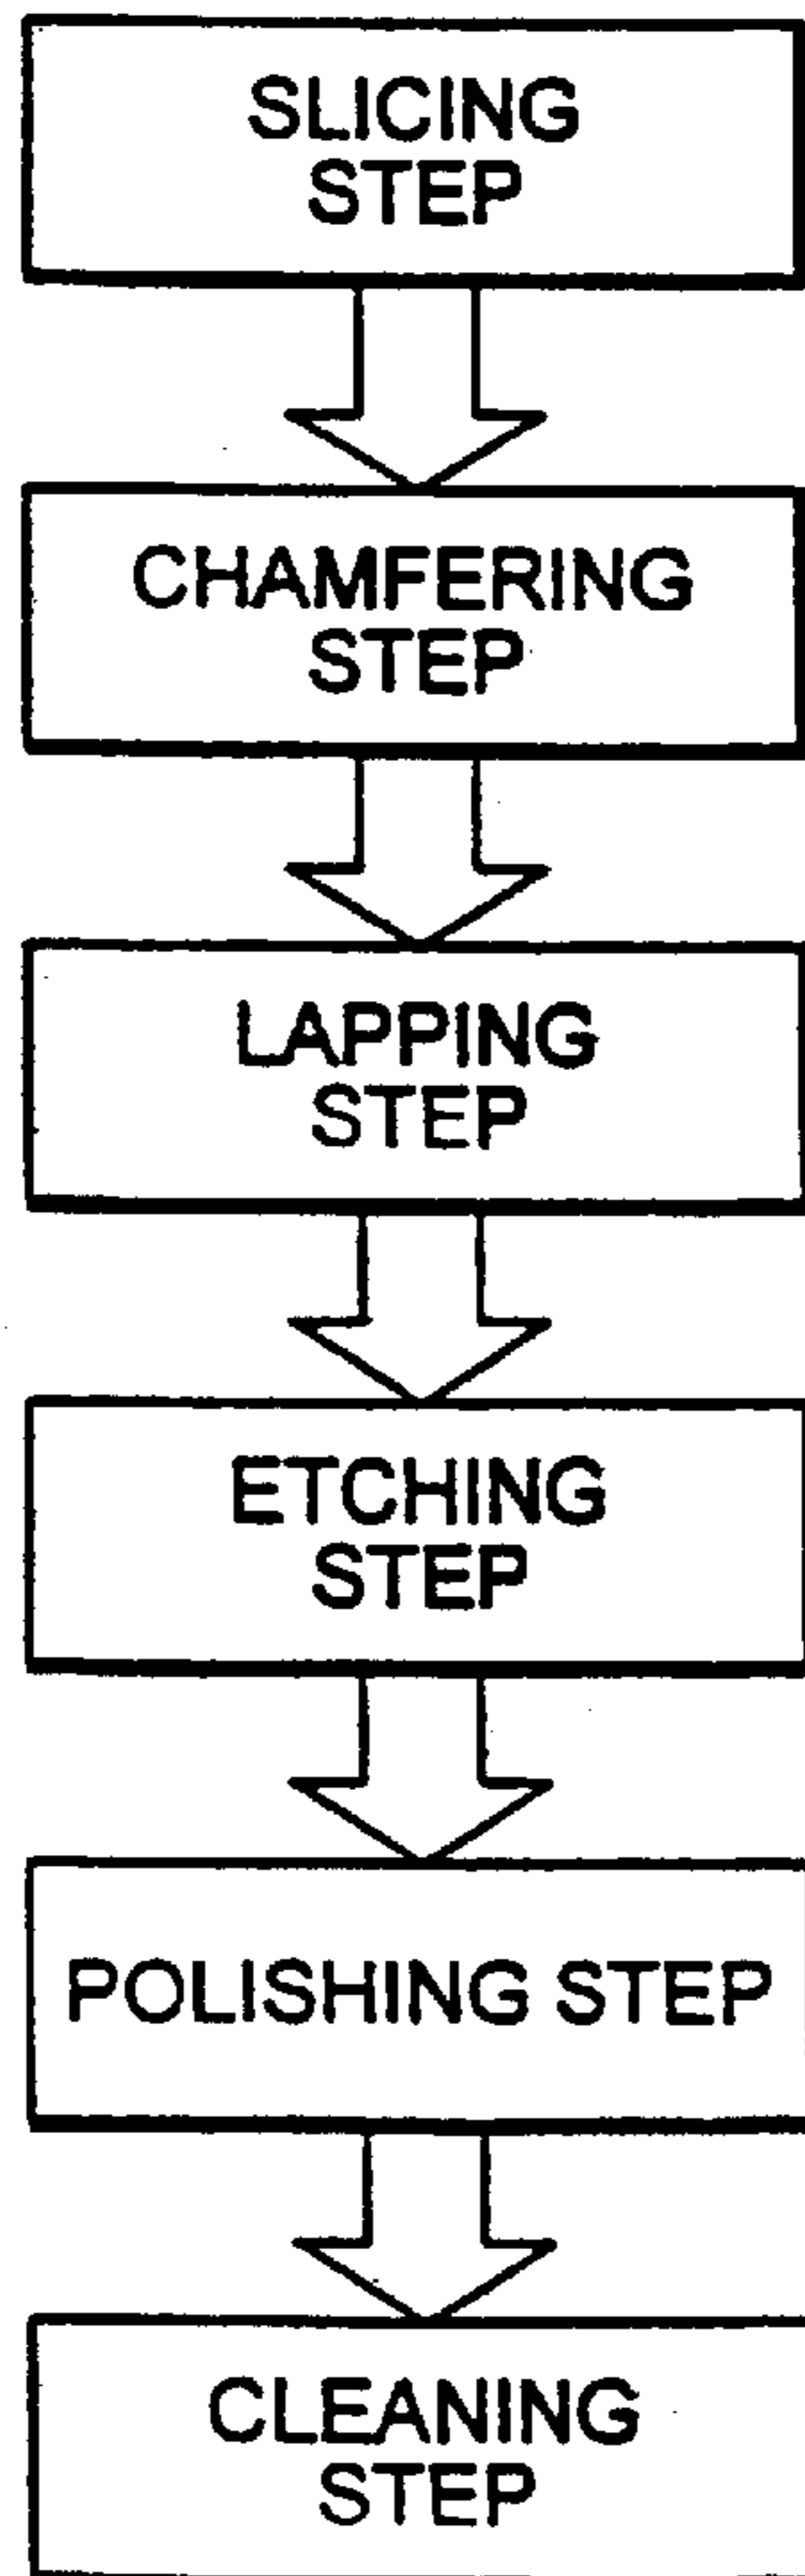 SLICING
STEP
CHAMFERING
STEP
LAPPING
STEP
ETCHING
STEP
POLISHING STEP
CLEANING
STEP